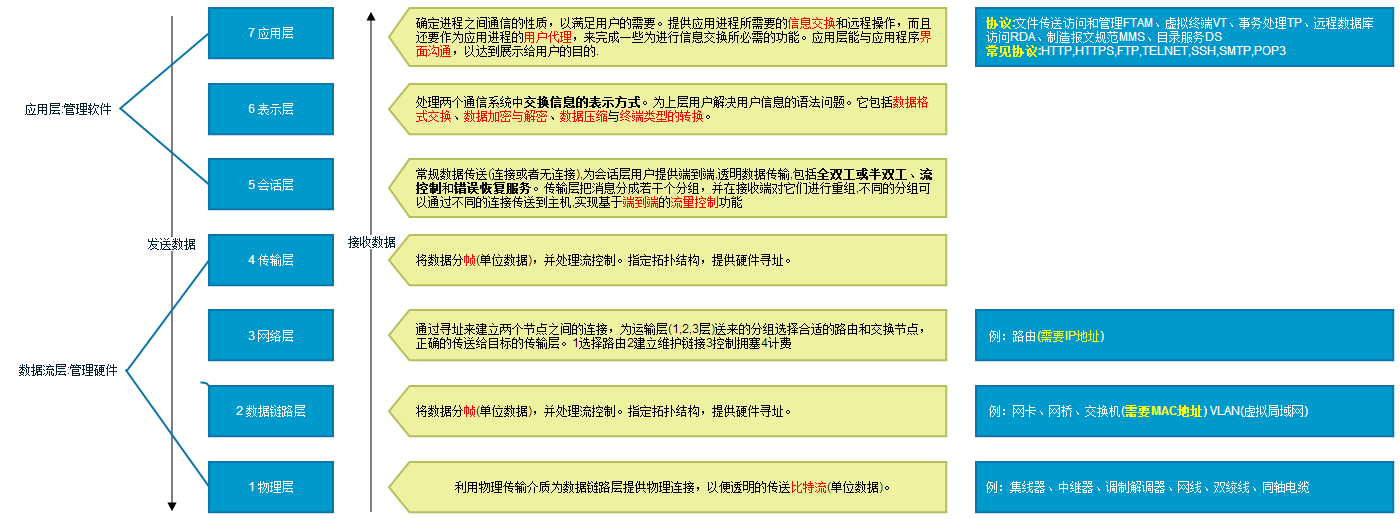 7 应用层
确定进程之间通信的性质，以满足用户的需要。提供应用进程所需要的信息交换和远程操作，而且
还要作为应用进程的用户代理，来完成一些为进行信息交换所必需的功能。应用层能与应用程序界
面沟通，以达到展示给用户的目的.
协议:文件传送访问和管理FTAM、虚拟终端VT、事务处理TP、远程数据库
访问RDA、制造报文规范MMS、目录服务DS
常见协议:HTTP,HTTPS,FTP,TELNET,SSH,SMTP,POP3
应用层:管理软件
6 表示层
处理两个通信系统中交换信息的表示方式。为上层用户解决用户信息的语法问题。它包括数据格
式交换、数据加密与解密、数据压缩与终端类型的转换。
5 会话层
常规数据传送(连接或者无连接),为会话层用户提供端到端,透明数据传输,包括全双工或半双工、流
控制和错误恢复服务。传输层把消息分成若干个分组，并在接收端对它们进行重组,不同的分组可
以通过不同的连接传送到主机,实现基于端到端的流量控制功能
发送数据
接收数据
4 传输层
将数据分帧(单位数据)，并处理流控制。指定拓扑结构，提供硬件寻址。
3 网络层
通过寻址来建立两个节点之间的连接，为运输层(1,2,3层)送来的分组选择合适的路由和交换节点，
正确的传送给目标的传输层。1选择路由2建立维护链接3控制拥塞4计费
例：路由(需要IP地址)
数据流层:管理硬件
2 数据链路层
将数据分帧(单位数据)，并处理流控制。指定拓扑结构，提供硬件寻址。
例：网卡、网桥、交换机(需要MAC地址) VLAN(虚拟局域网)
1 物理层
利用物理传输介质为数据链路层提供物理连接，以便透明的传送比特流(单位数据)。
例：集线器、中继器、调制解调器、网线、双绞线、同轴电缆